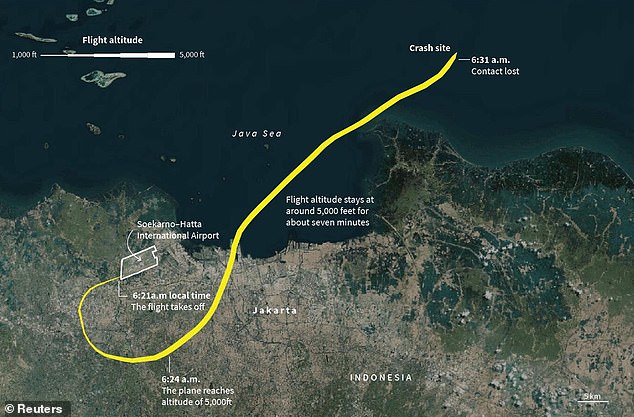 Flight altitude
1,000 ft
5,000 ft
Crash site
6:31 a.m.
Contact lost
Java Sea
Flight altitude stays at
around 5,000 feet for
about seven minutes
Soekarno–Hatta
International Airport
6:21a.m local time
The flight takes off.
Jakarta
6:24 a.m.
The plane reaches
altitude of 5,000ft
INDONESIA
5 km
© Reuters